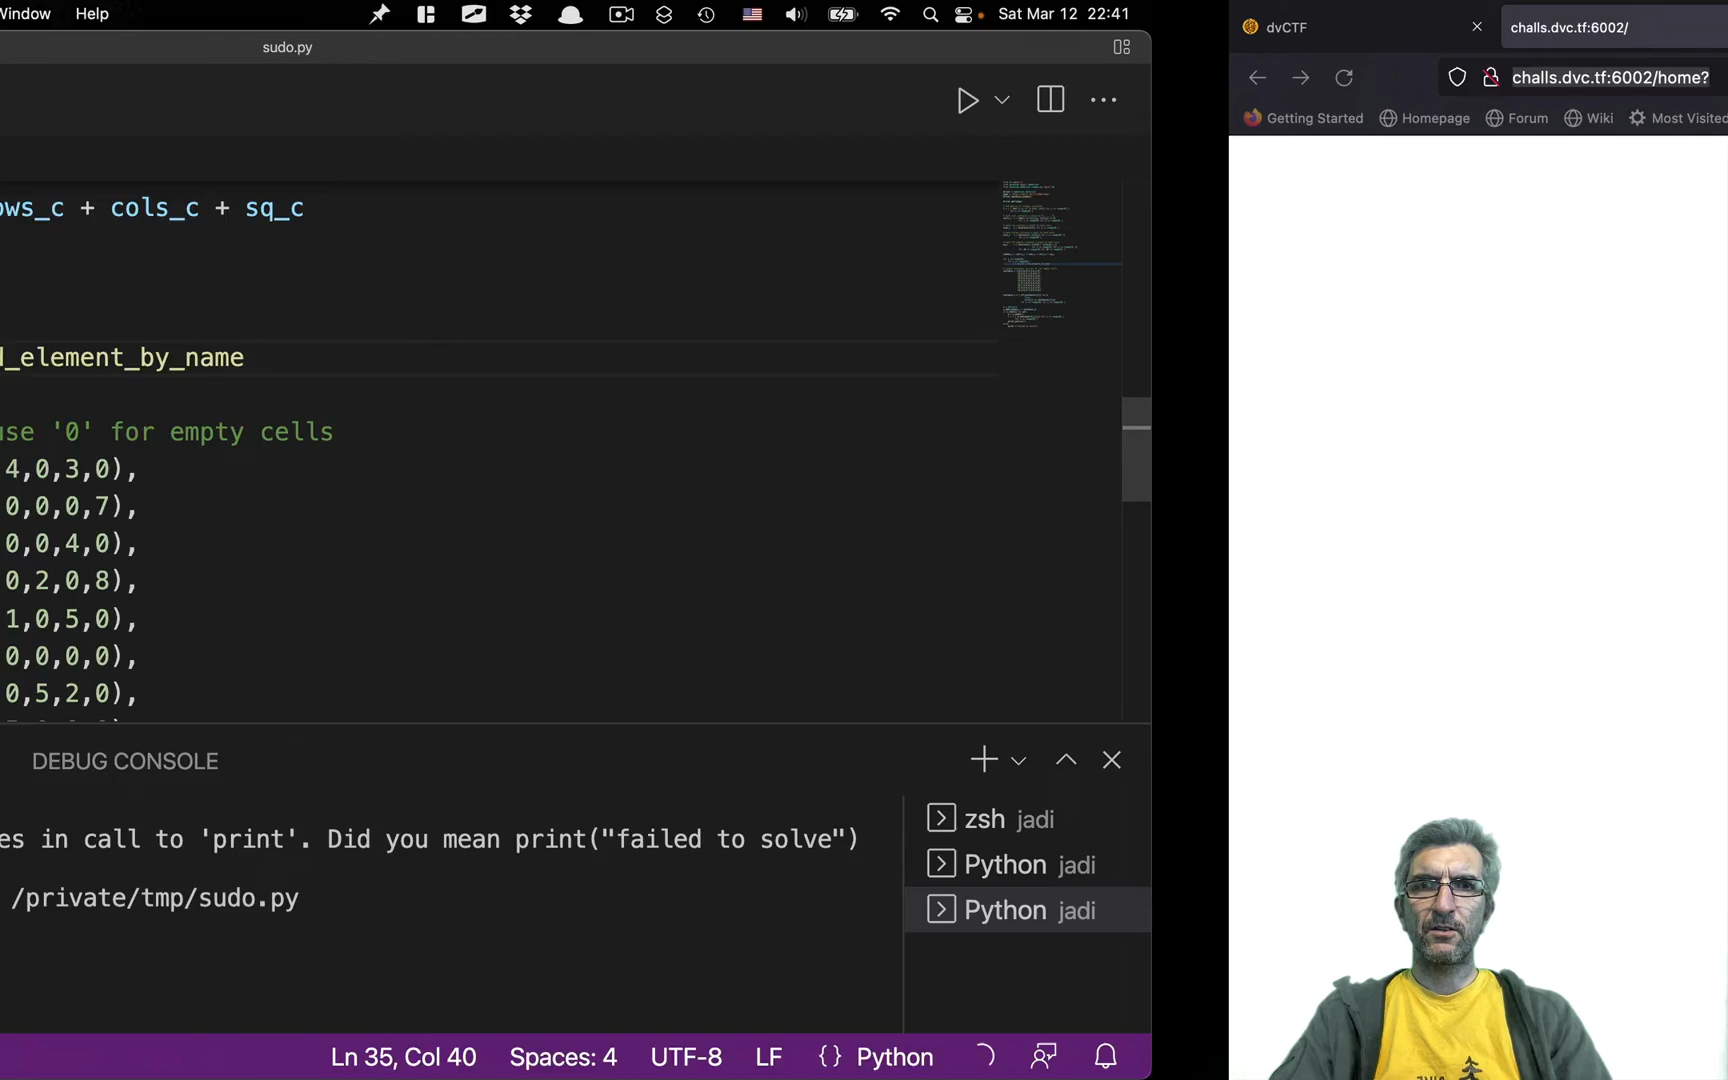 Window Help Sat Mar 12 22:41
sudo.py
ows_c + cols_c + sq_c
d_element_by_name
use '0' for empty cells
4,0,3,0),
0,0,0,7),
0,0,4,0),
0,2,0,8),
1,0,5,0),
0,0,0,0),
0,5,2,0),
DEBUG CONSOLE
es in call to 'print'. Did you mean print("failed to solve")
/private/tmp/sudo.py
zsh jadi
Python jadi
Python jadi
Ln 35, Col 40 Spaces: 4 UTF-8 LF {} Python
dvCTF challs.dvc.tf:6002/
challs.dvc.tf:6002/home?
Getting Started Homepage Forum Wiki Most Visited